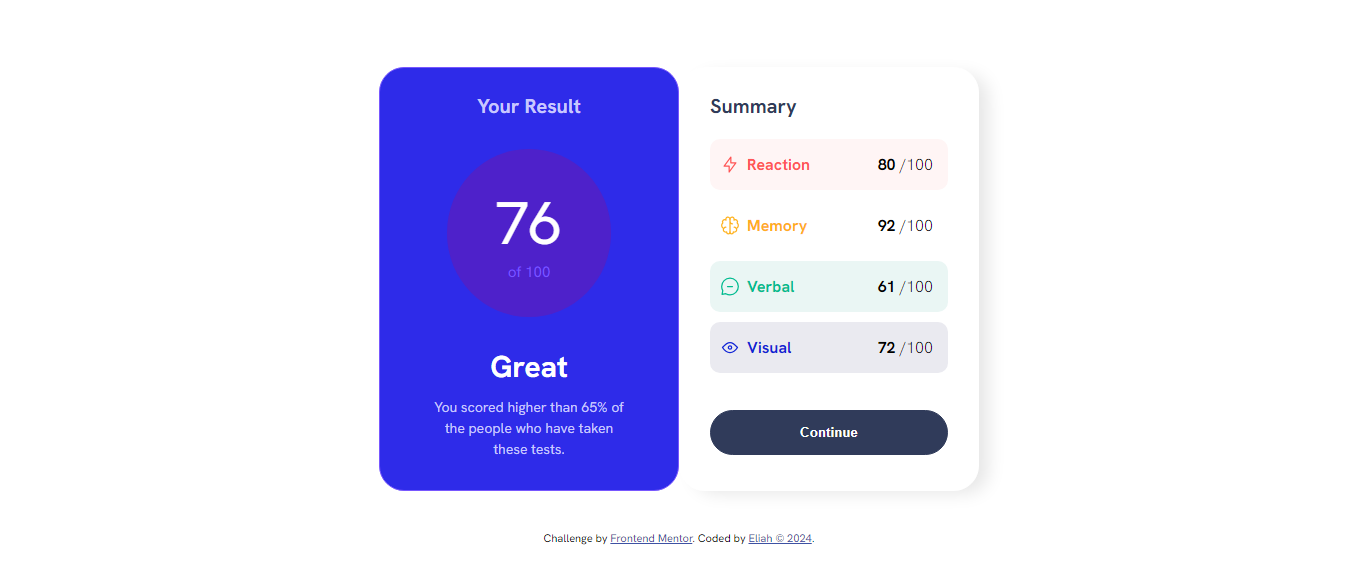 Your Result
76
of 100
Great
You scored higher than 65% of
the people who have taken
these tests.
Summary
Reaction 80 /100
Memory 92 /100
Verbal 61 /100
Visual 72 /100
Continue
Challenge by Frontend Mentor. Coded by Eliah © 2024.